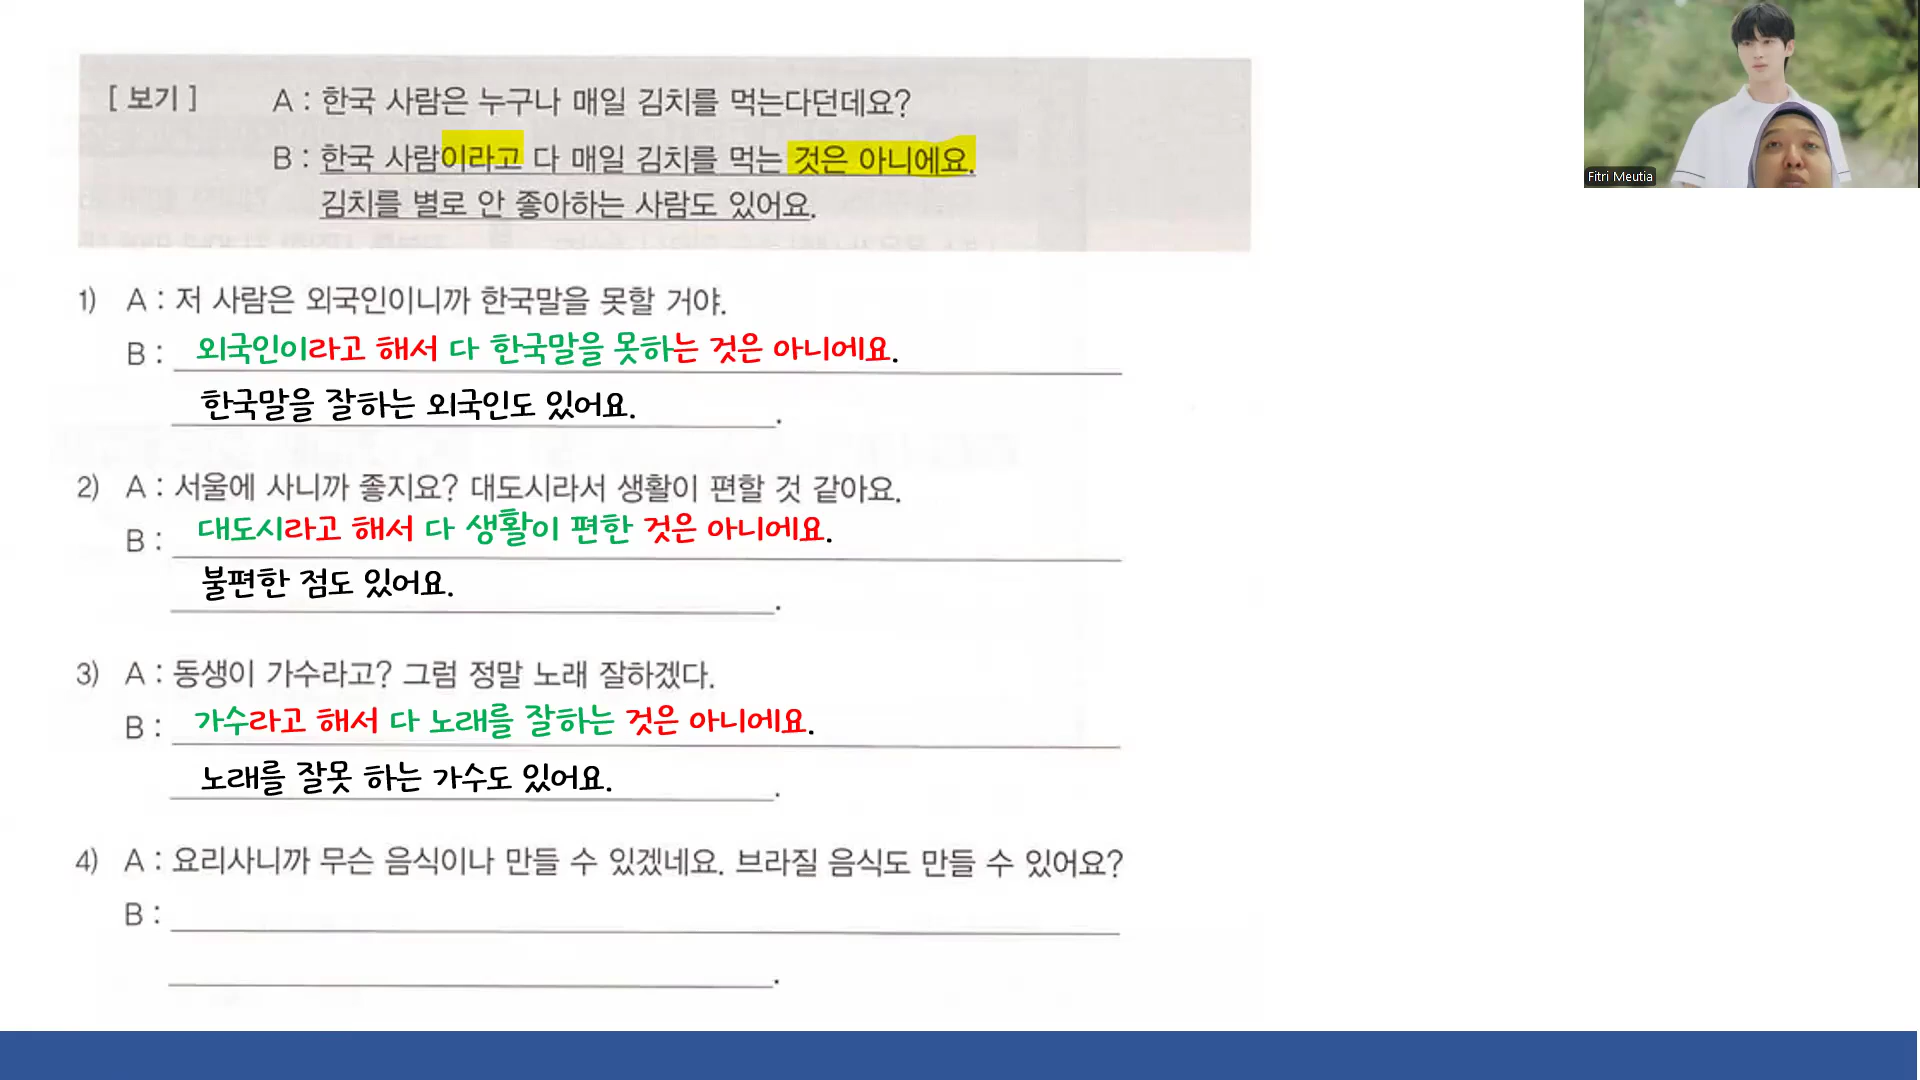 [ 보기 ] A : 한국 사람은 누구나 매일 김치를 먹는다던데요?
B : 한국 사람이라고 다 매일 김치를 먹는 것은 아니에요.
김치를 별로 안 좋아하는 사람도 있어요.
1) A : 저 사람은 외국인이니까 한국말을 못할 거야.
B : 외국인이라고 해서 다 한국말을 못하는 것은 아니에요.
한국말을 잘하는 외국인도 있어요. .
2) A : 서울에 사니까 좋지요? 대도시라서 생활이 편할 것 같아요.
B : 대도시라고 해서 다 생활이 편한 것은 아니에요.
불편한 점도 있어요. .
3) A : 동생이 가수라고? 그럼 정말 노래 잘하겠다.
B : 가수라고 해서 다 노래를 잘하는 것은 아니에요.
노래를 잘못 하는 가수도 있어요. .
4) A : 요리사니까 무슨 음식이나 만들 수 있겠네요. 브라질 음식도 만들 수 있어요?
B :
.
Fitri Meutia